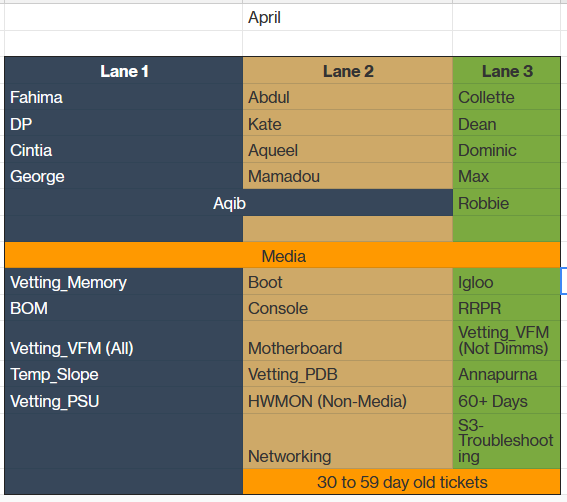 April
Lane 1 Lane 2 Lane 3
Fahima Abdul Collette
DP Kate Dean
Cintia Aqueel Dominic
George Mamadou Max
Aqib Robbie
Media
Vetting_Memory Boot Igloo
BOM Console RRPR
Vetting_VFM (All) Motherboard Vetting_VFM
(Not Dimms)
Temp_Slope Vetting_PDB Annapurna
Vetting_PSU HWMON (Non-Media) 60+ Days
Networking S3-
Troubleshoot
ing
30 to 59 day old tickets